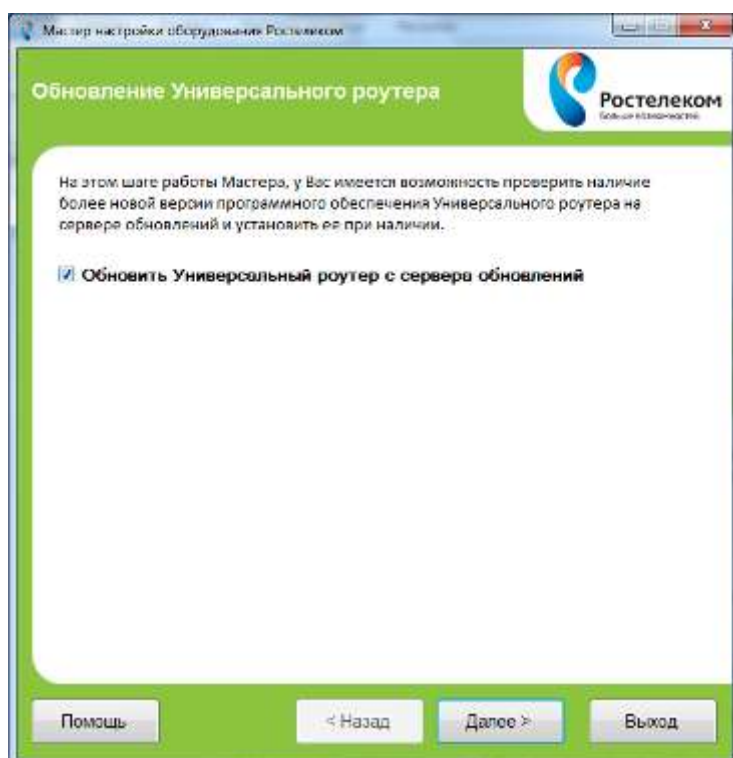 Мастер настройки оборудования Ростелеком
Обновление Универсального роутера
Ростелеком
Больше возможностей
На этом шаге работы Мастера, у Вас имеется возможность проверить наличие
более новой версии программного обеспечения Универсального роутера на
сервере обновлений и установить ее при наличии.
Обновить Универсальный роутер с сервера обновлений
Помощь
< Назад
Далее >
Выход